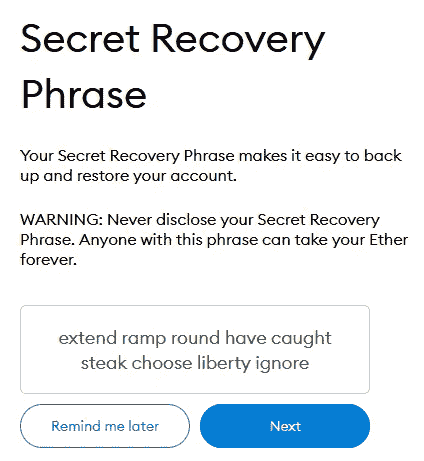 Secret Recovery
Phrase
Your Secret Recovery Phrase makes it easy to back
up and restore your account.
WARNING: Never disclose your Secret Recovery
Phrase. Anyone with this phrase can take your Ether
forever.
extend ramp round have caught
steak choose liberty ignore
Remind me later
Next